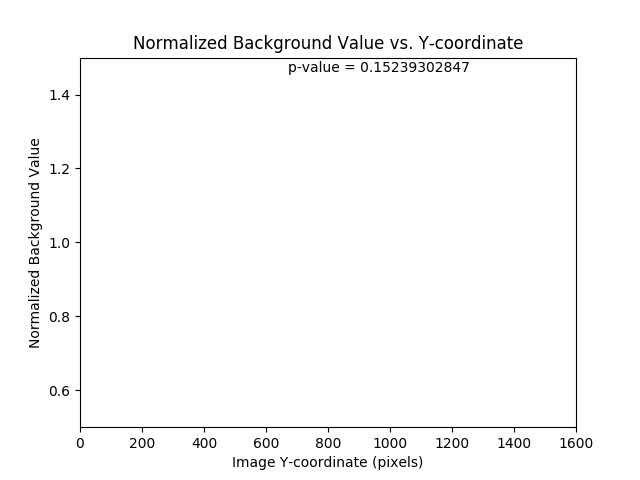 Normalized Background Value vs. Y-coordinate
p-value = 0.15239302847
1.4
1.2
1.0
0.8
0.6
Normalized Background Value
0 200 400 600 800 1000 1200 1400 1600
Image Y-coordinate (pixels)